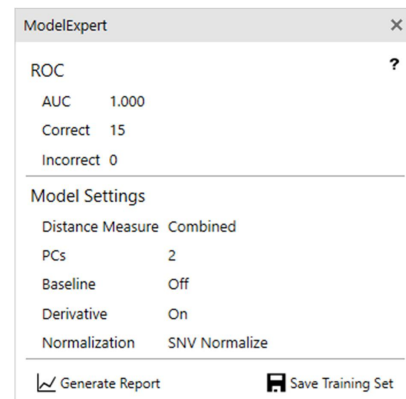 ModelExpert
?
ROC
AUC 1.000
Correct 15
Incorrect 0
Model Settings
Distance Measure Combined
PCs 2
Baseline Off
Derivative On
Normalization SNV Normalize
Generate Report Save Training Set